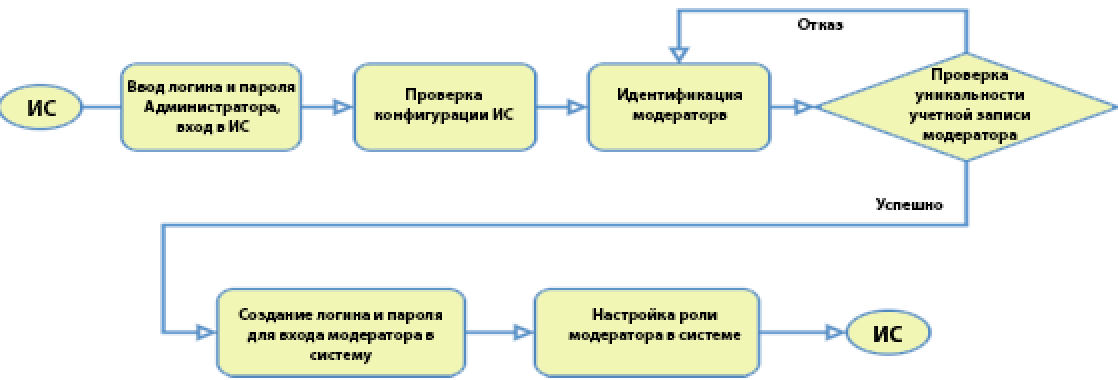 Отказ
ИС
Ввод логина и пароля
Администратора,
вход в ИС
Проверка
конфигурации ИС
Идентификация
модераторв
Проверка
уникальности
учетной записи
модератора
Успешно
Создание логина и пароля
для входа модератора в
систему
Настройка роли
модератора в системе
ИС